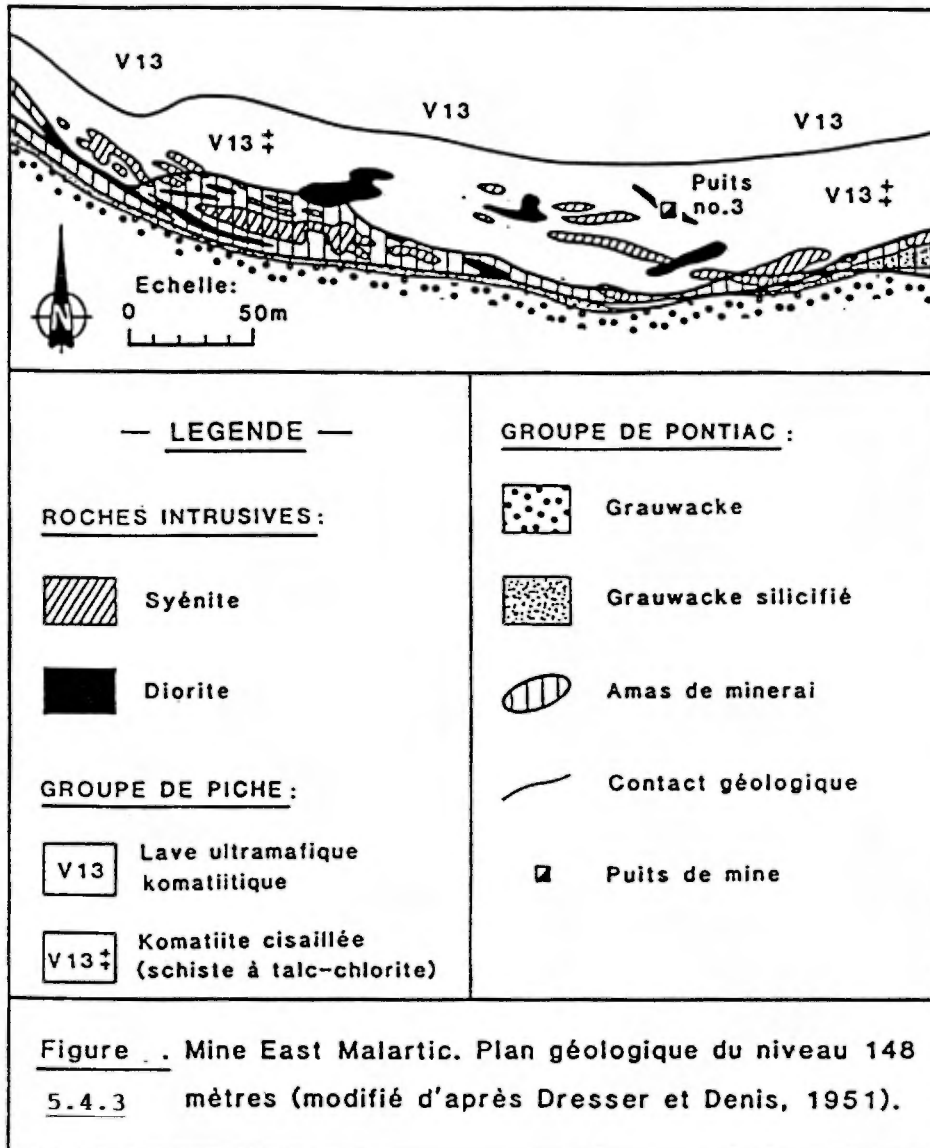 V13
V13
V13
V13‡
V13‡
Puits
no.3
N
Echelle:
0 50m
— LEGENDE —
ROCHES INTRUSIVES:
Syénite
Diorite
GROUPE DE PICHE:
V13
Lave ultramafique
komatiitique
V13‡
Komatiite cisaillée
(schiste à talc-chlorite)
GROUPE DE PONTIAC:
Grauwacke
Grauwacke silicifié
Amas de minerai
Contact géologique
Puits de mine
Figure . Mine East Malartic. Plan géologique du niveau 148
5.4.3 mètres (modifié d'après Dresser et Denis, 1951).